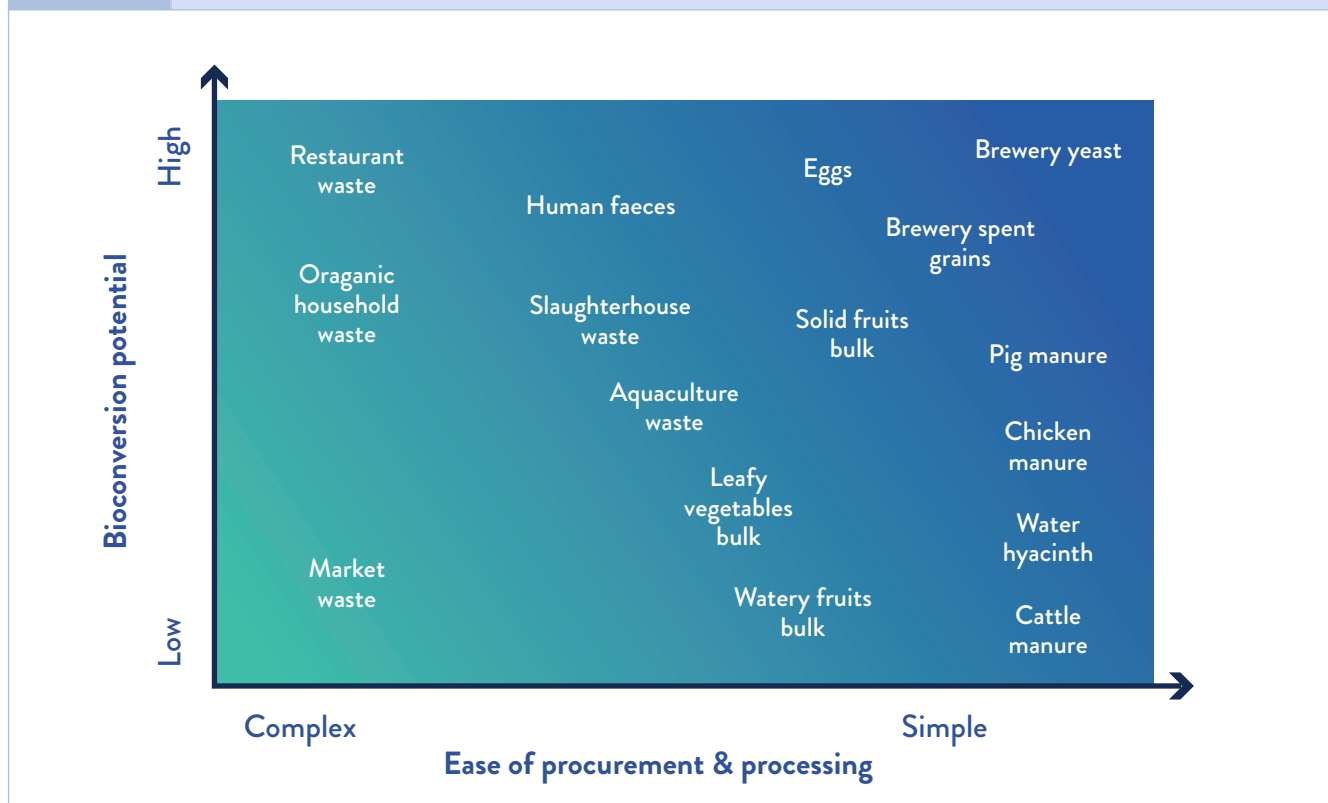 High
Low
Bioconversion potential
Restaurant
waste
Human faeces
Eggs
Brewery yeast
Brewery spent
grains
Oraganic
household
waste
Slaughterhouse
waste
Solid fruits
bulk
Pig manure
Aquaculture
waste
Chicken
manure
Leafy
vegetables
bulk
Water
hyacinth
Market
waste
Watery fruits
bulk
Cattle
manure
Complex
Simple
Ease of procurement & processing